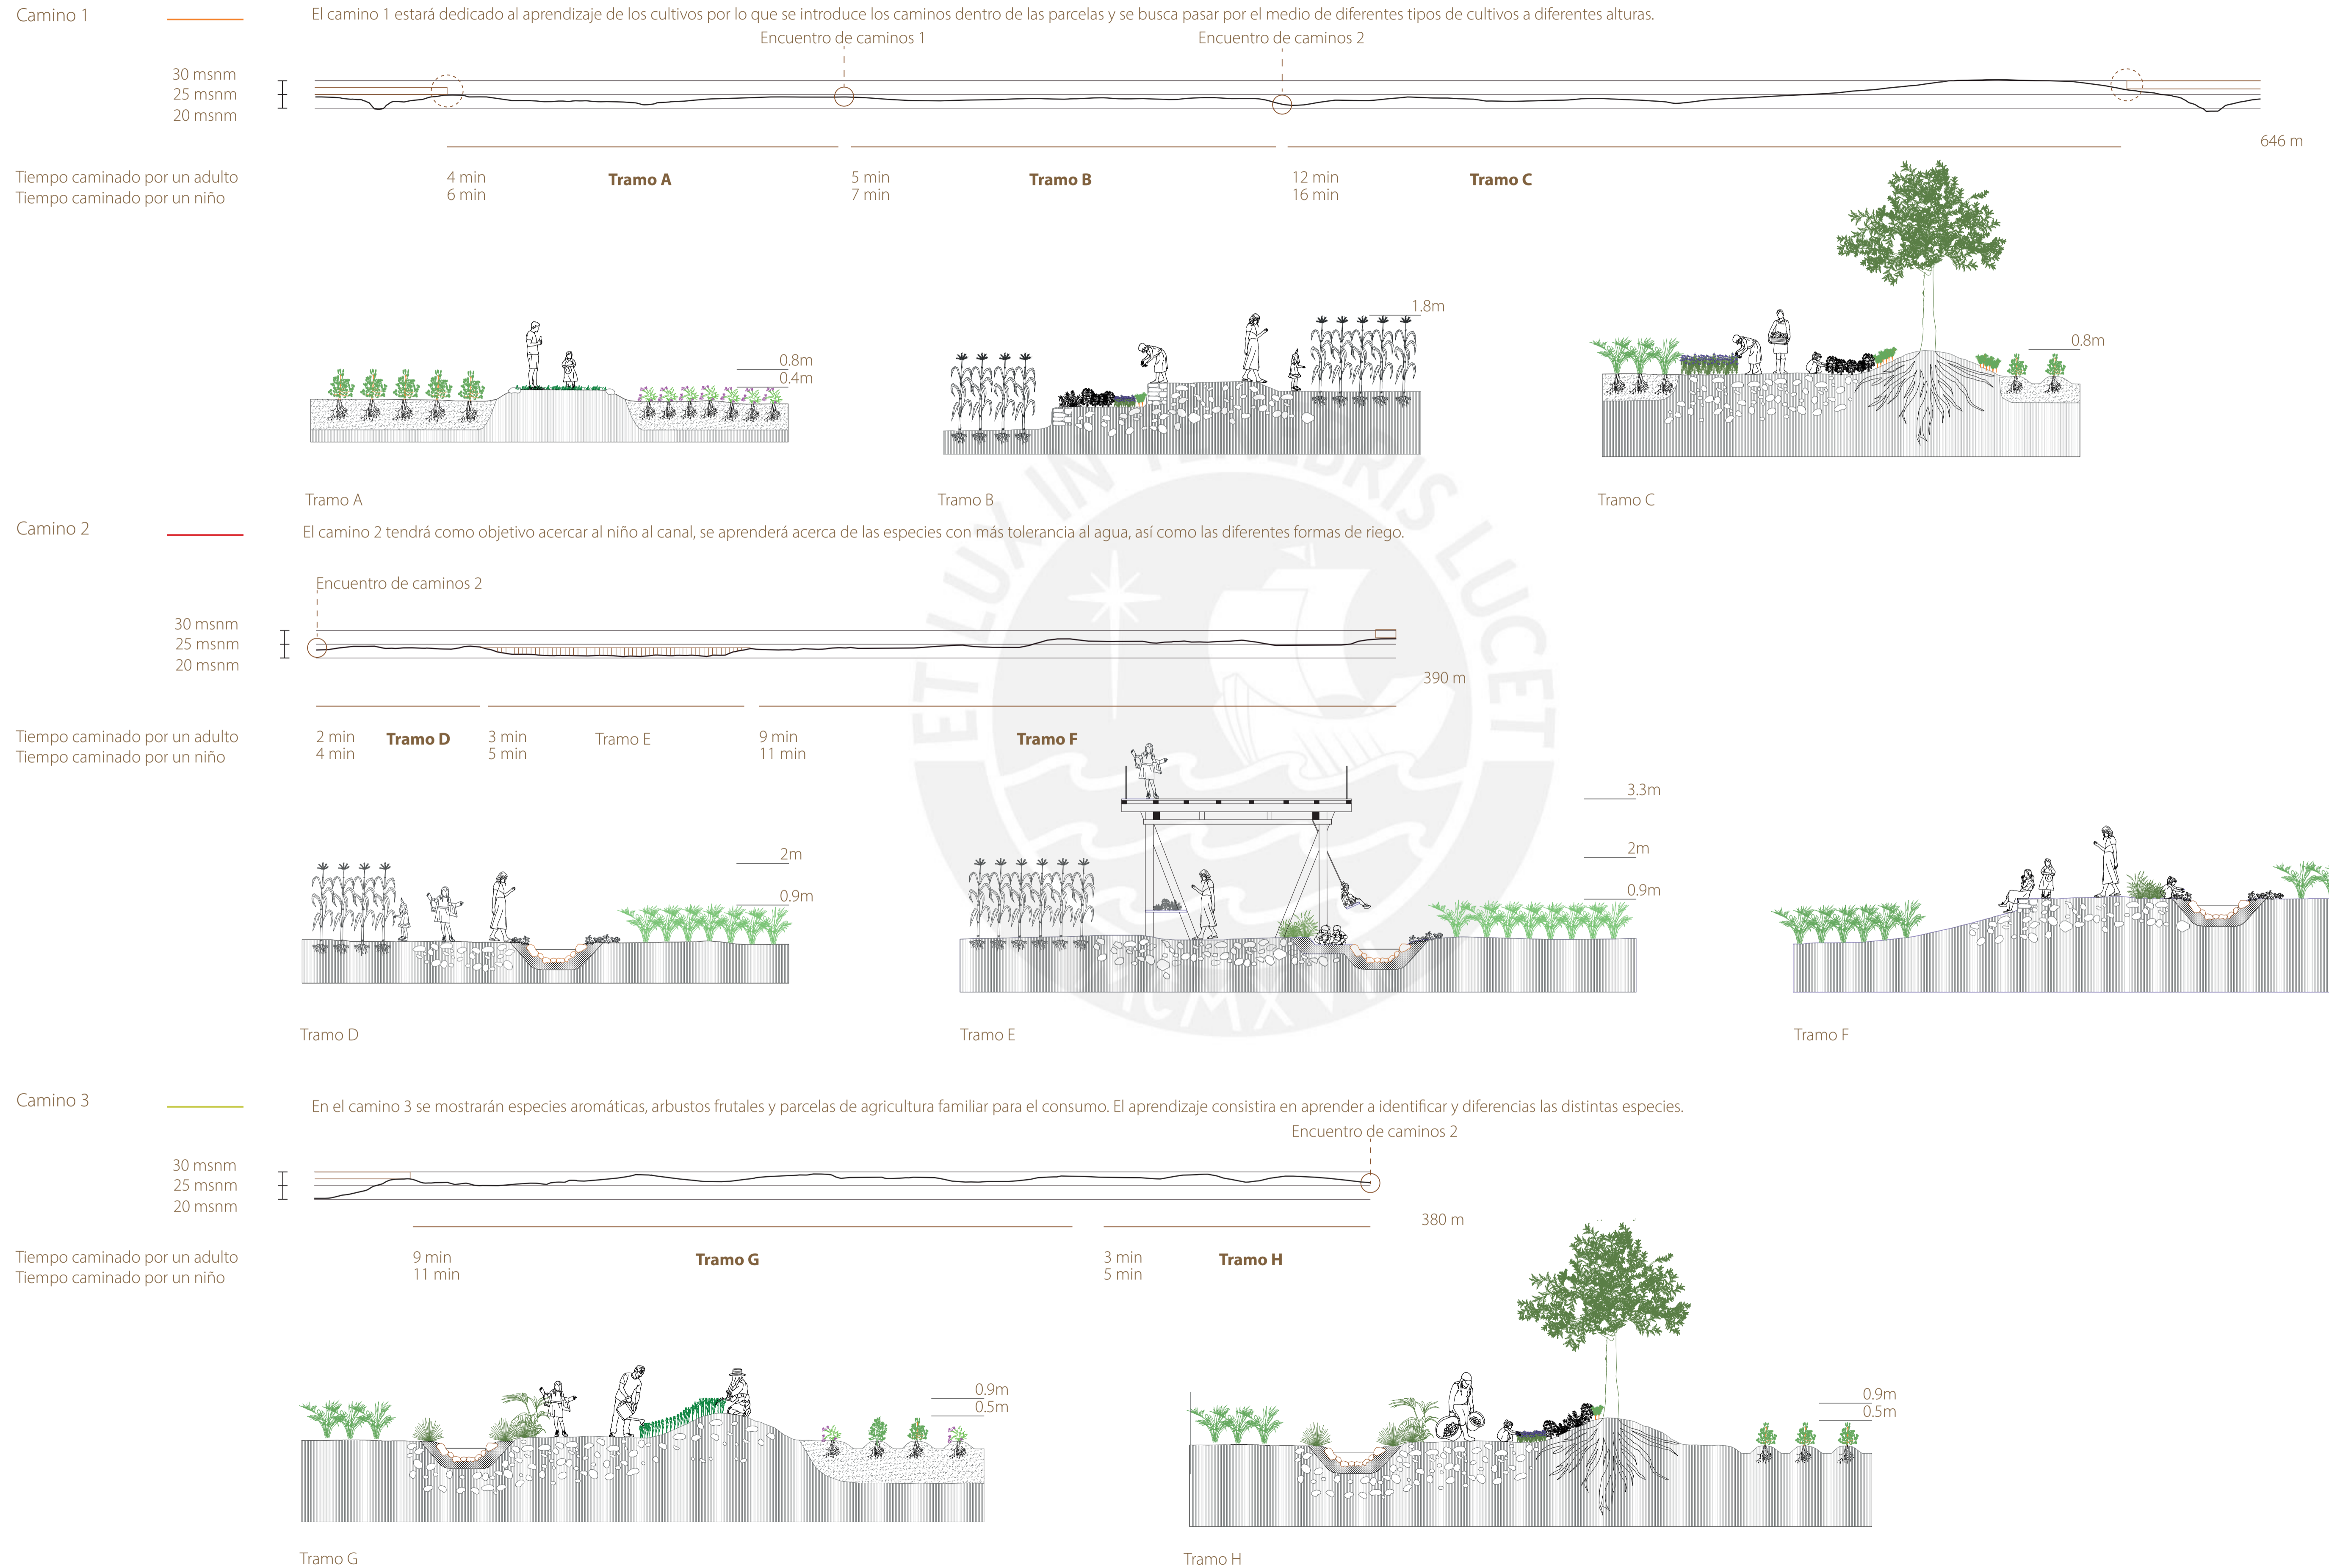 Camino 1
El camino 1 estará dedicado al aprendizaje de los cultivos por lo que se introduce los caminos dentro de las parcelas y se busca pasar por el medio de diferentes tipos de cultivos a diferentes alturas.
Encuentro de caminos 1
Encuentro de caminos 2
30 msnm
25 msnm
20 msnm
646 m
Tiempo caminado por un adulto
Tiempo caminado por un niño
4 min
6 min
Tramo A
5 min
7 min
Tramo B
12 min
16 min
Tramo C
0.8m
0.4m
1.8m
0.8m
Tramo A
Tramo B
Tramo C
Camino 2
El camino 2 tendrá como objetivo acercar al niño al canal, se aprenderá acerca de las especies con más tolerancia al agua, así como las diferentes formas de riego.
Encuentro de caminos 2
30 msnm
25 msnm
20 msnm
390 m
Tiempo caminado por un adulto
Tiempo caminado por un niño
2 min
4 min
Tramo D
3 min
5 min
Tramo E
9 min
11 min
Tramo F
2m
0.9m
3.3m
2m
0.9m
Tramo D
Tramo E
Tramo F
Camino 3
En el camino 3 se mostrarán especies aromáticas, arbustos frutales y parcelas de agricultura familiar para el consumo. El aprendizaje consistira en aprender a identificar y diferencias las distintas especies.
Encuentro de caminos 2
30 msnm
25 msnm
20 msnm
380 m
Tiempo caminado por un adulto
Tiempo caminado por un niño
9 min
11 min
Tramo G
3 min
5 min
Tramo H
0.9m
0.5m
0.9m
0.5m
Tramo G
Tramo H
ET LUX IN TENEBRIS LUCET